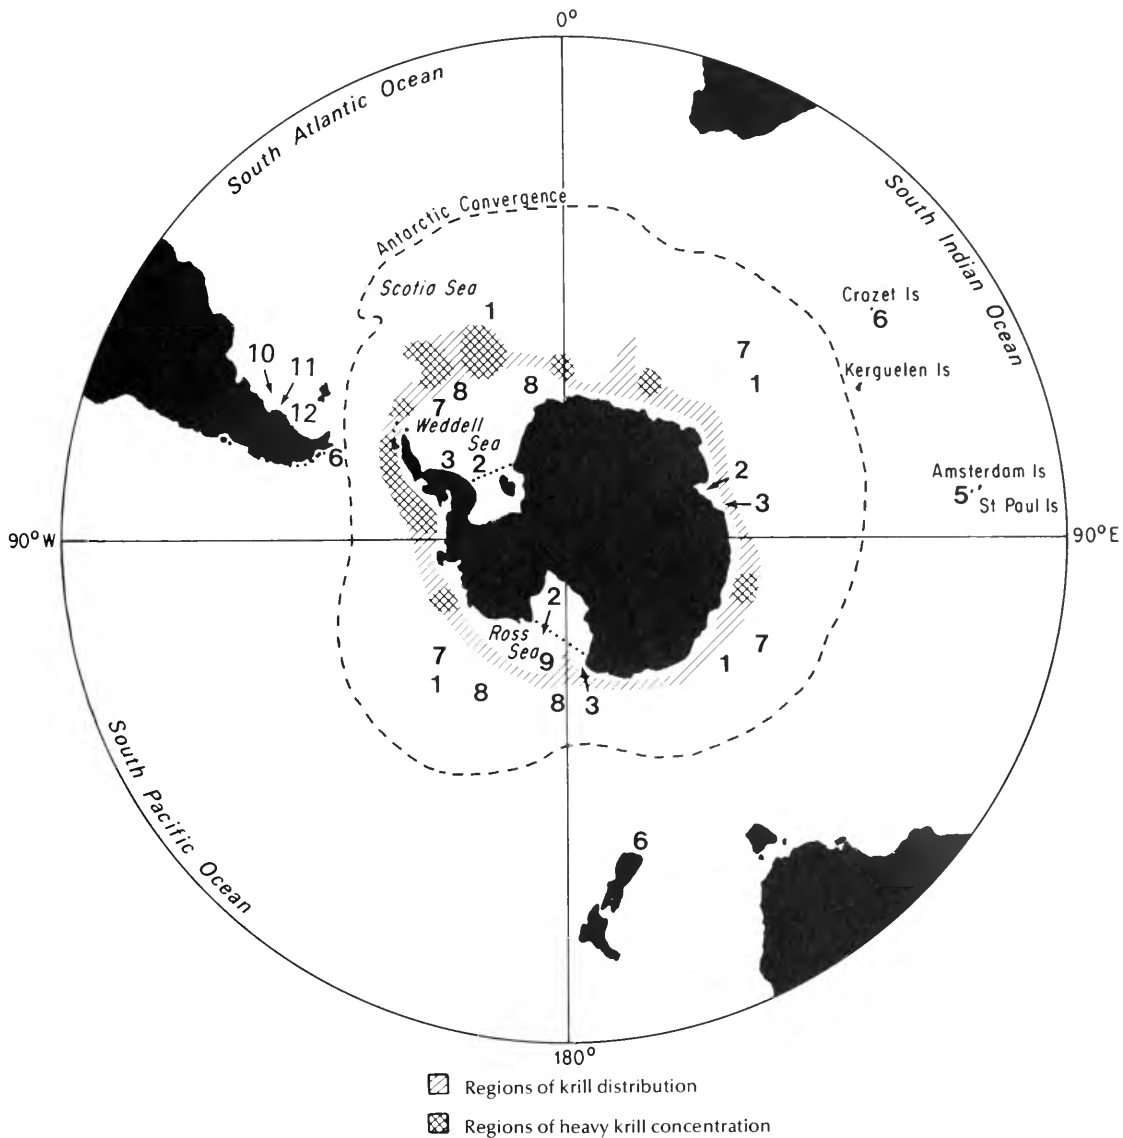 0°
South Atlantic Ocean
South Indian Ocean
Antarctic Convergence
Scotia Sea
1
Crozet Is
6
7
10
11
8
8
1
Kerguelen Is
7
12
Weddell
Sea
6
3
2
2
Amsterdam Is
5
St Paul Is
3
90°W
90°E
2
Ross
Sea
9
7
1
7
1
8
8
3
South Pacific Ocean
6
180°
Regions of krill distribution
Regions of heavy krill concentration